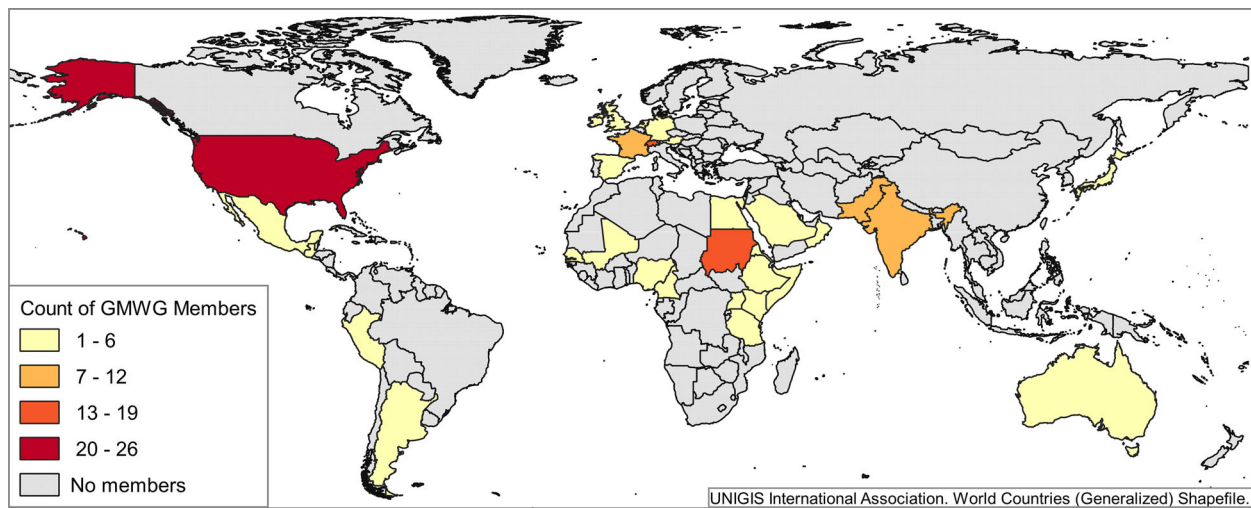 Count of GMWG Members
1 - 6
7 - 12
13 - 19
20 - 26
No members
UNIGIS International Association. World Countries (Generalized) Shapefile.